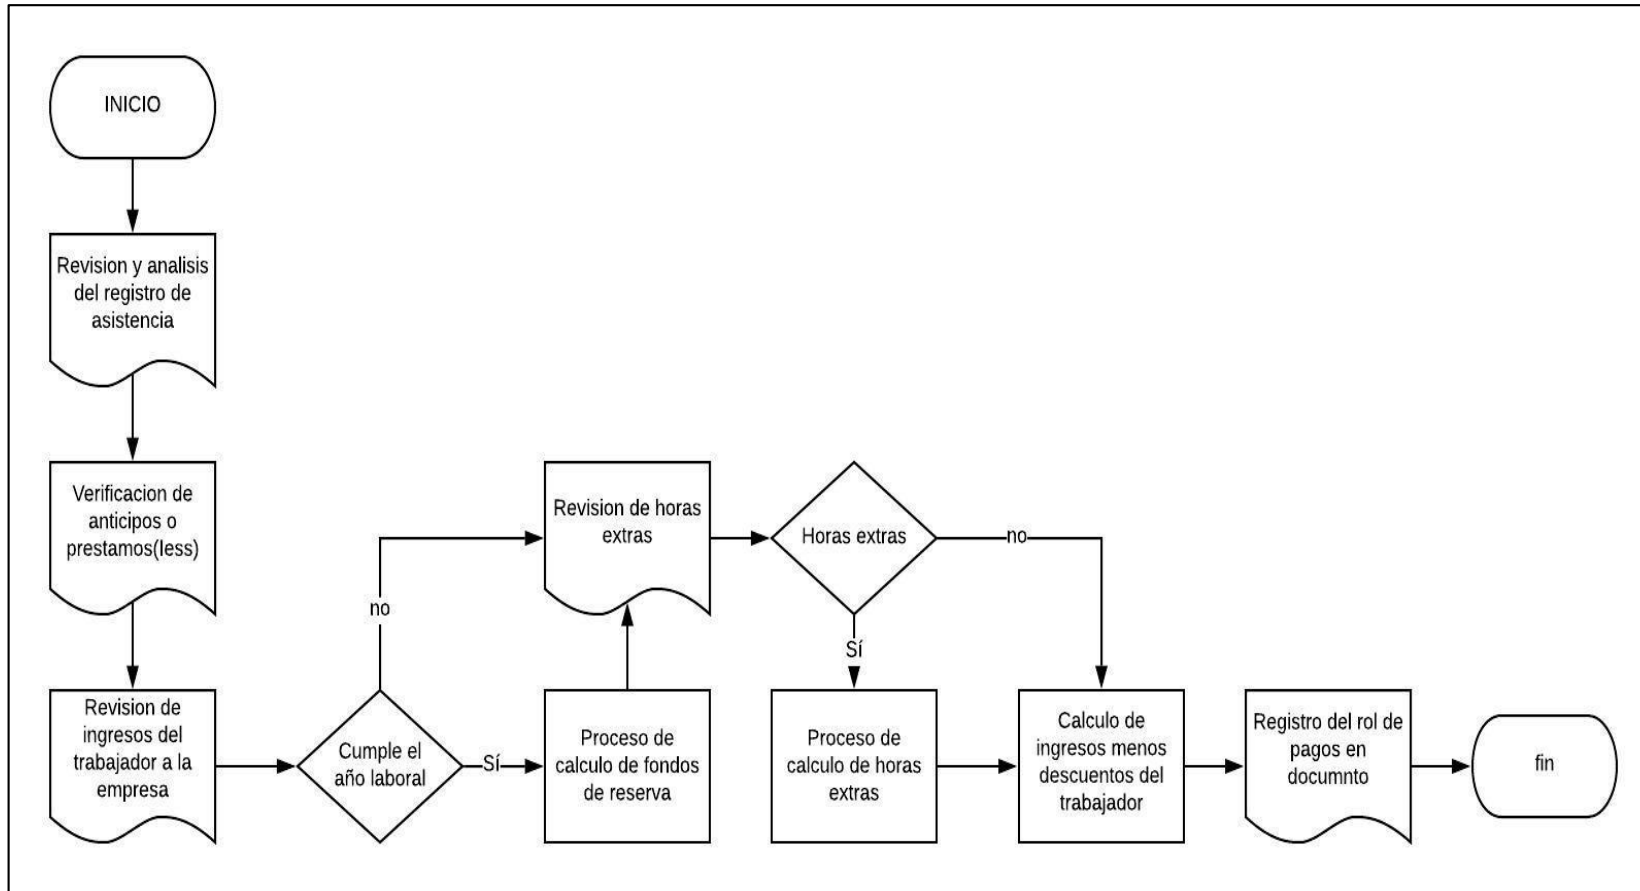 INICIO
Revision y analisis
del registro de
asistencia
Verificacion de
anticipos o
prestamos(Iess)
Revision de
ingresos del
trabajador a la
empresa
Cumple el
año laboral
no
Sí
Proceso de
calculo de fondos
de reserva
Revision de horas
extras
Horas extras
no
Sí
Proceso de
calculo de horas
extras
Calculo de
ingresos menos
descuentos del
trabajador
Registro del rol de
pagos en
documnto
fin